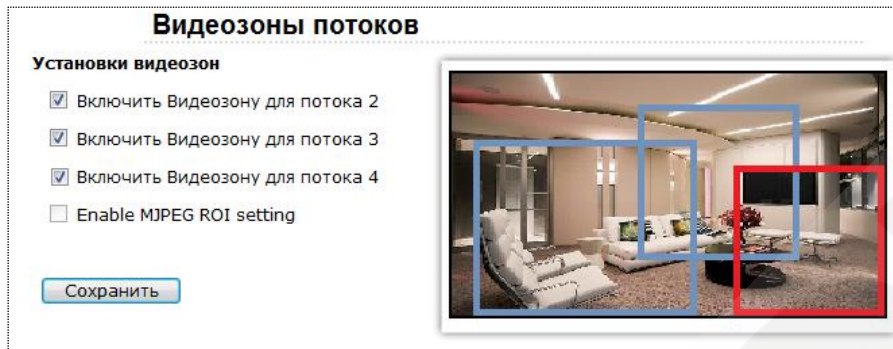 Видеозоны потоков
Установки видеозон
Включить Видеозону для потока 2
Включить Видеозону для потока 3
Включить Видеозону для потока 4
Enable MJPEG ROI setting
Сохранить